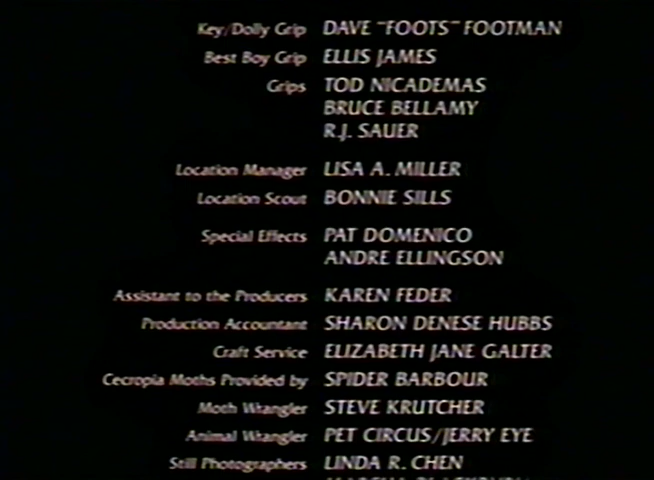 Key/Dolly Grip DAVE "FOOTS" FOOTMAN
Best Boy Grip ELLIS JAMES
Grips TOD NICADEMAS
BRUCE BELLAMY
R.J. SAUER
Location Manager LISA A. MILLER
Location Scout BONNIE SILLS
Special Effects PAT DOMENICO
ANDRE ELLINGSON
Assistant to the Producers KAREN FEDER
Production Accountant SHARON DENESE HUBBS
Craft Service ELIZABETH JANE GALTER
Cecropia Moths Provided by SPIDER BARBOUR
Moth Wrangler STEVE KRUTCHER
Animal Wrangler PET CIRCUS/JERRY EYE
Still Photographers LINDA R. CHEN